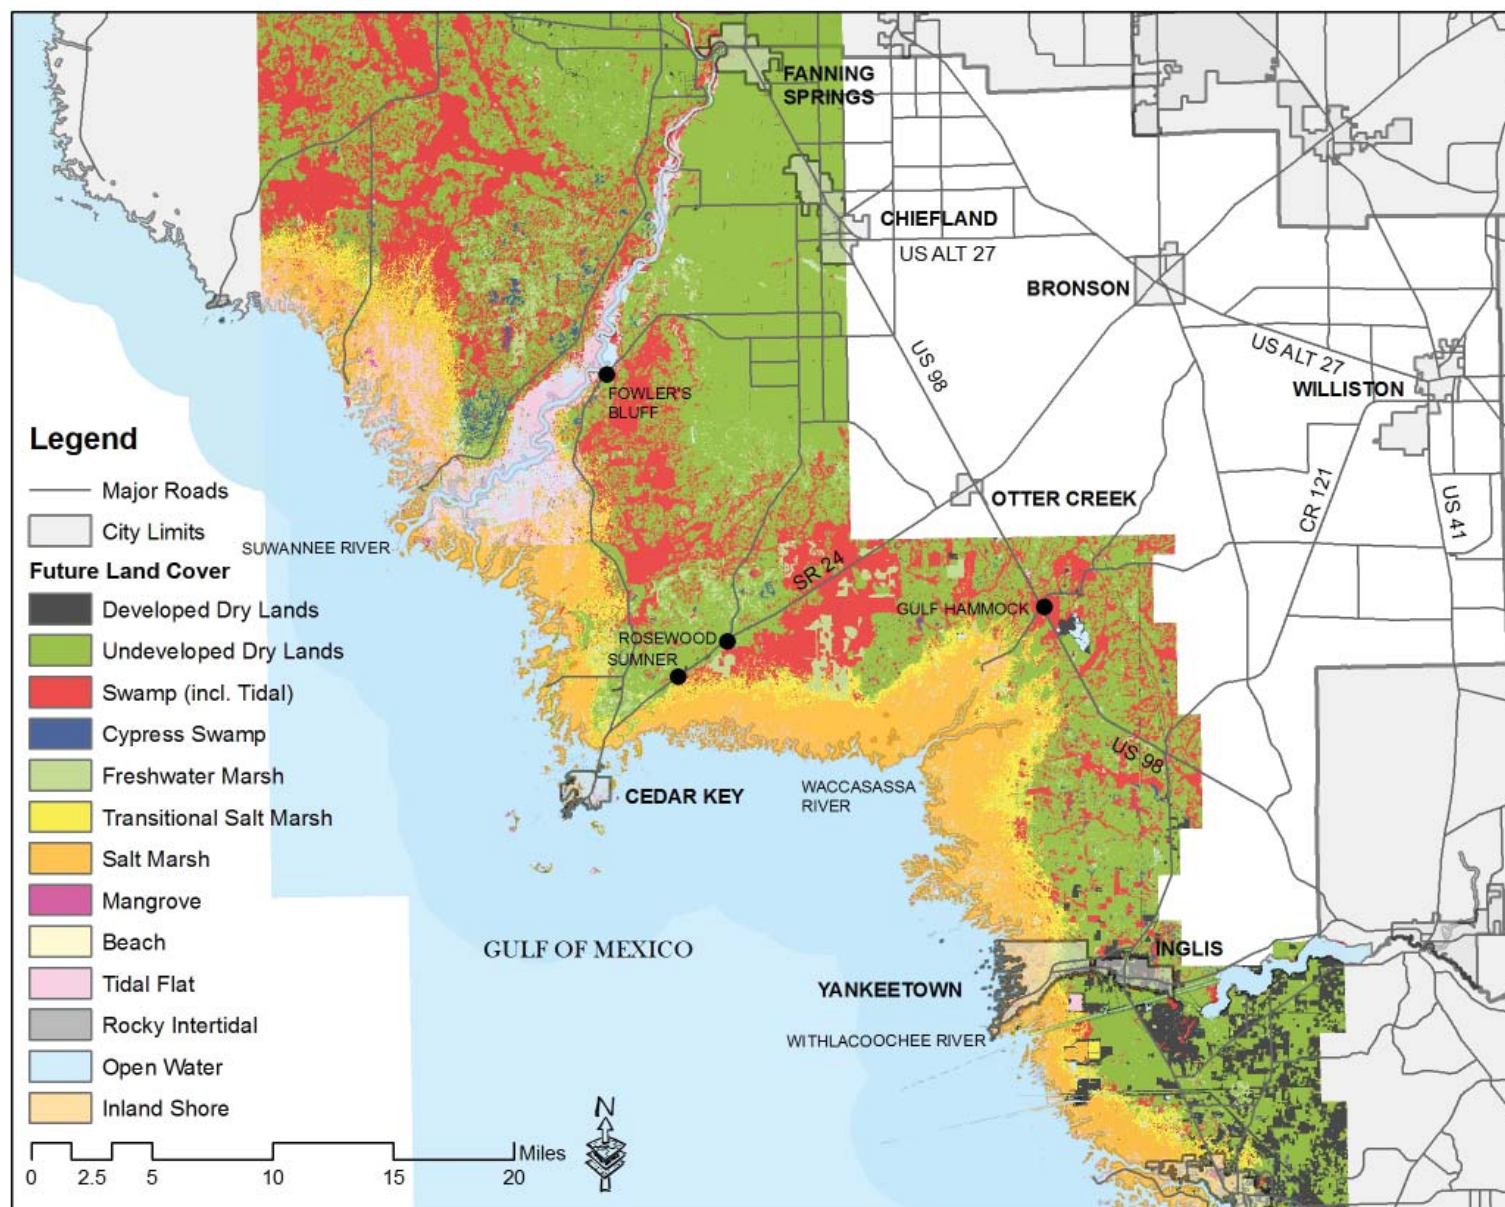 FANNING
SPRINGS
CHIEFLAND
US ALT 27
BRONSON
US 98
US ALT 27
WILLISTON
FOWLER'S
BLUFF
OTTER CREEK
CR 121
US 41
SUWANNEE RIVER
SR 24
GULF HAMMOCK
ROSEWOOD
SUMNER
US 98
WACCASASSA
RIVER
CEDAR KEY
GULF OF MEXICO
INGLIS
YANKEETOWN
WITHLACOOCHEE RIVER
Legend
Major Roads
City Limits
Future Land Cover
Developed Dry Lands
Undeveloped Dry Lands
Swamp (incl. Tidal)
Cypress Swamp
Freshwater Marsh
Transitional Salt Marsh
Salt Marsh
Mangrove
Beach
Tidal Flat
Rocky Intertidal
Open Water
Inland Shore
N
Miles
0 2.5 5 10 15 20